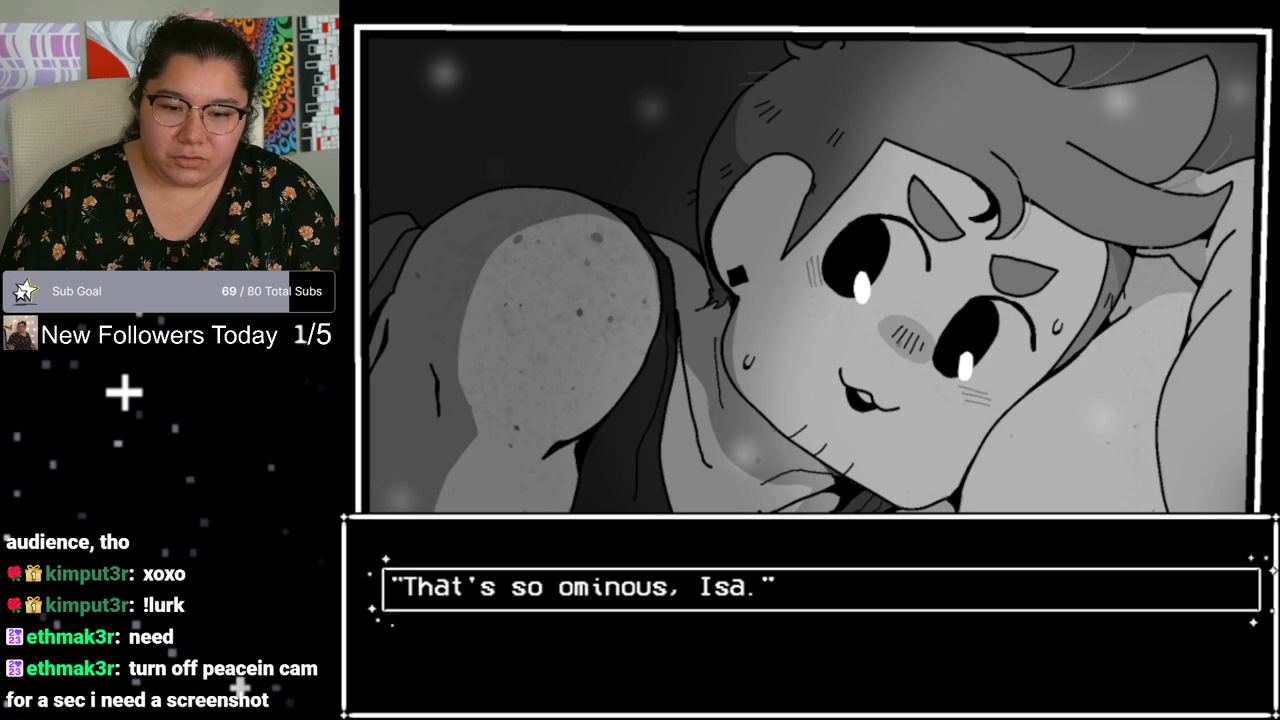 Sub Goal 69 / 80 Total Subs
New Followers Today 1/5
audience, tho
kimput3r: xoxo
kimput3r: !lurk
ethmak3r: need
ethmak3r: turn off peacein cam
for a sec i need a screenshot
"That's so ominous, Isa."